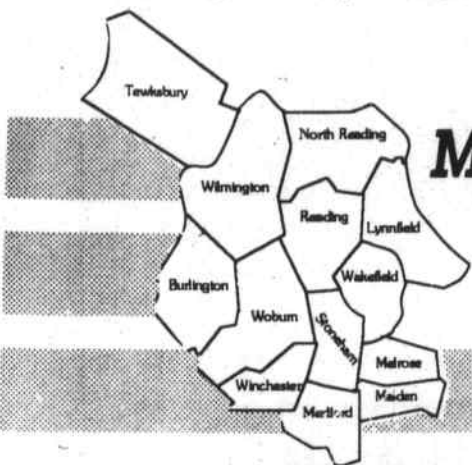 Tewksbury
North Reading
M
Wilmington
Reading
Lynnfield
Wakefield
Burlington
Woburn
Stoneham
Melrose
Winchester
Malden
Medford